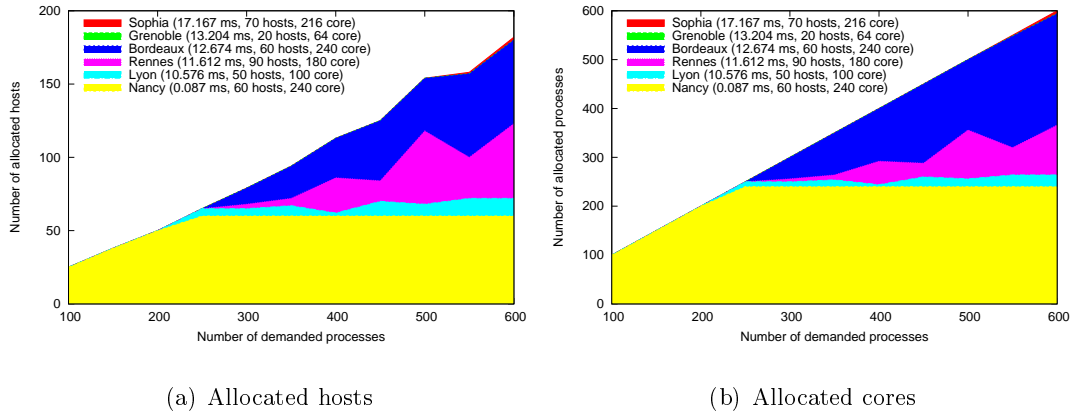 Sophia (17.167 ms, 70 hosts, 216 core)
Grenoble (13.204 ms, 20 hosts, 64 core)
Bordeaux (12.674 ms, 60 hosts, 240 core)
Rennes (11.612 ms, 90 hosts, 180 core)
Lyon (10.576 ms, 50 hosts, 100 core)
Nancy (0.087 ms, 60 hosts, 240 core)
200
150
100
50
0
Number of allocated hosts
100 200 300 400 500 600
Number of demanded processes
(a) Allocated hosts
Sophia (17.167 ms, 70 hosts, 216 core)
Grenoble (13.204 ms, 20 hosts, 64 core)
Bordeaux (12.674 ms, 60 hosts, 240 core)
Rennes (11.612 ms, 90 hosts, 180 core)
Lyon (10.576 ms, 50 hosts, 100 core)
Nancy (0.087 ms, 60 hosts, 240 core)
600
500
400
300
200
100
0
Number of allocated processes
100 200 300 400 500 600
Number of demanded processes
(b) Allocated cores